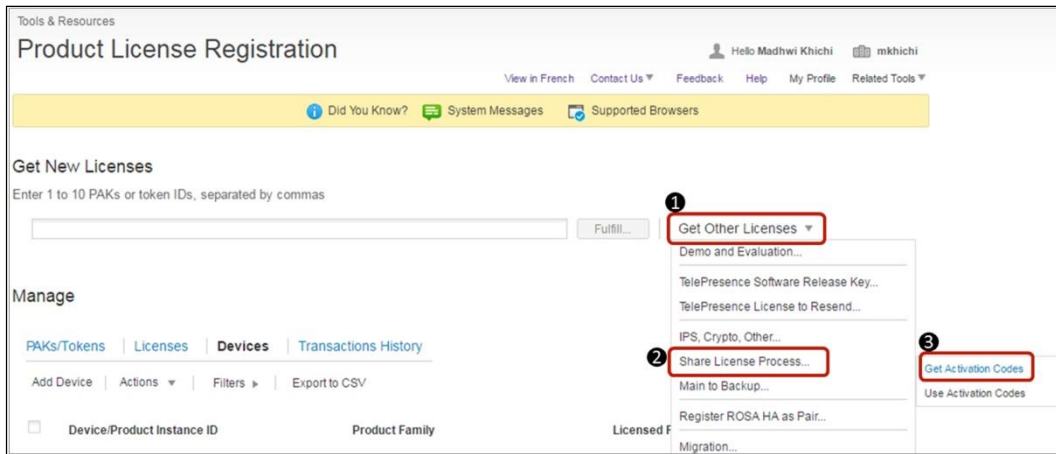 Tools & Resources
Product License Registration
Hello Madhwi Khichi mkhichi
View in French Contact Us Feedback Help My Profile Related Tools
Did You Know? System Messages Supported Browsers
Get New Licenses
Enter 1 to 10 PAKs or token IDs, separated by commas
1
Fulfill... Get Other Licenses
Demo and Evaluation...
TelePresence Software Release Key...
TelePresence License to Resend...
Manage
IPS, Crypto, Other...
PAKs/Tokens Licenses Devices Transactions History
2 Share License Process...
3
Get Activation Codes
Add Device Actions Filters Export to CSV
Main to Backup...
Use Activation Codes
Register ROSA HA as Pair...
Device/Product Instance ID Product Family Licensed
Migration...